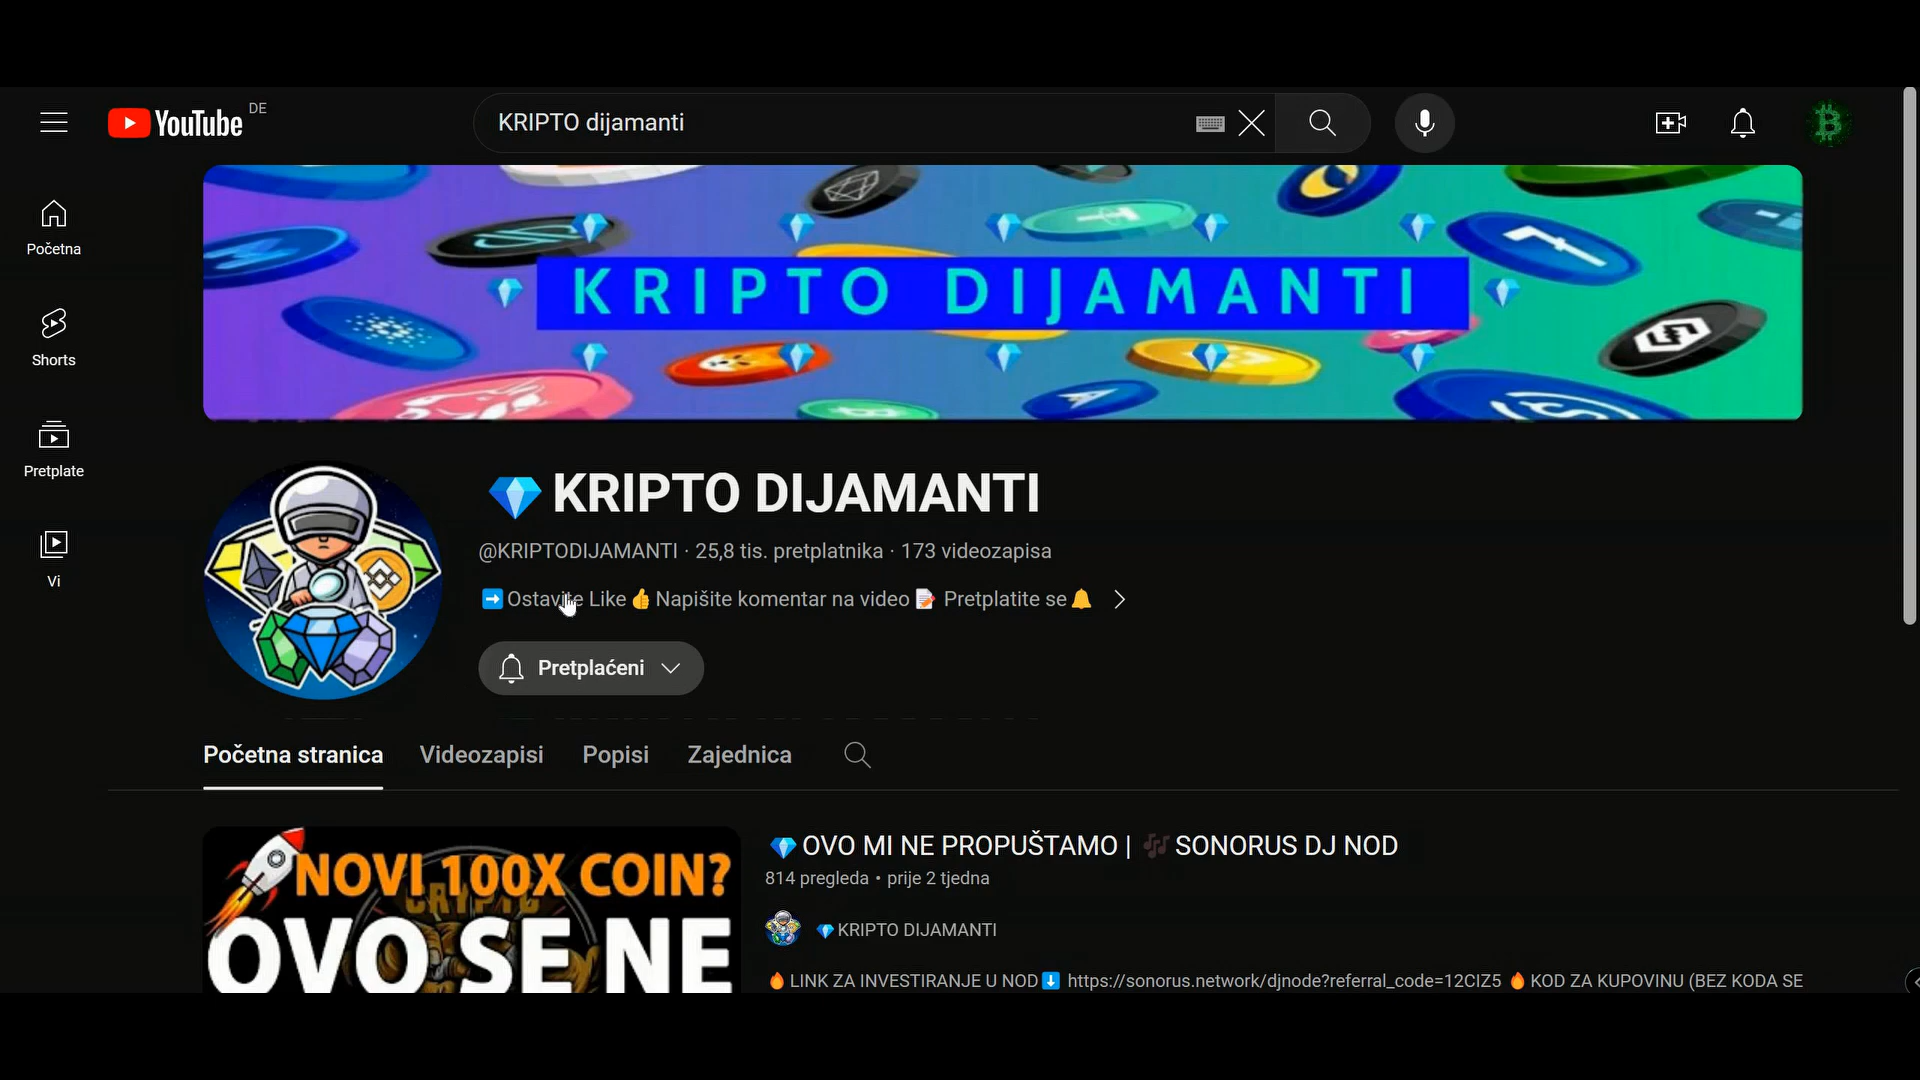 YouTube DE
KRIPTO dijamanti
Početna
Shorts
Pretplate
Vi
KRIPTO DIJAMANTI
💎 KRIPTO DIJAMANTI
@KRIPTODIJAMANTI · 25,8 tis. pretplatnika · 173 videozapisa
➡️Ostavite Like👍Napišite komentar na video📝 Pretplatite se🔔
Pretplaćeni
Početna stranica Videozapisi Popisi Zajednica
NOVI 100X COIN?
CRYPTO
OVO SE NE
💎OVO MI NE PROPUŠTAMO | 🎶SONORUS DJ NOD
814 pregleda • prije 2 tjedna
💎KRIPTO DIJAMANTI
🔥LINK ZA INVESTIRANJE U NOD⬇️ https://sonorus.network/djnode?referral_code=12CIZ5 🔥KOD ZA KUPOVINU (BEZ KODA SE